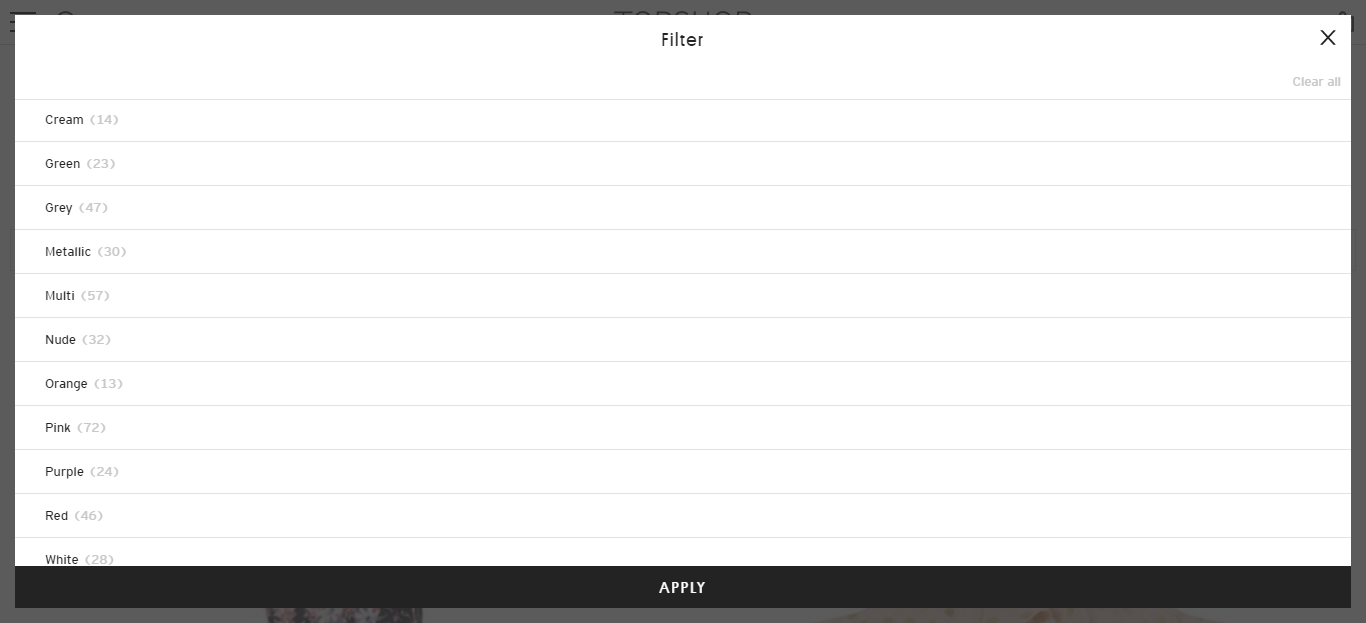 TOPSHOP
Filter
Clear all
Cream (14)
Green (23)
Grey (47)
Metallic (30)
Multi (57)
Nude (32)
Orange (13)
Pink (72)
Purple (24)
Red (46)
White (28)
APPLY